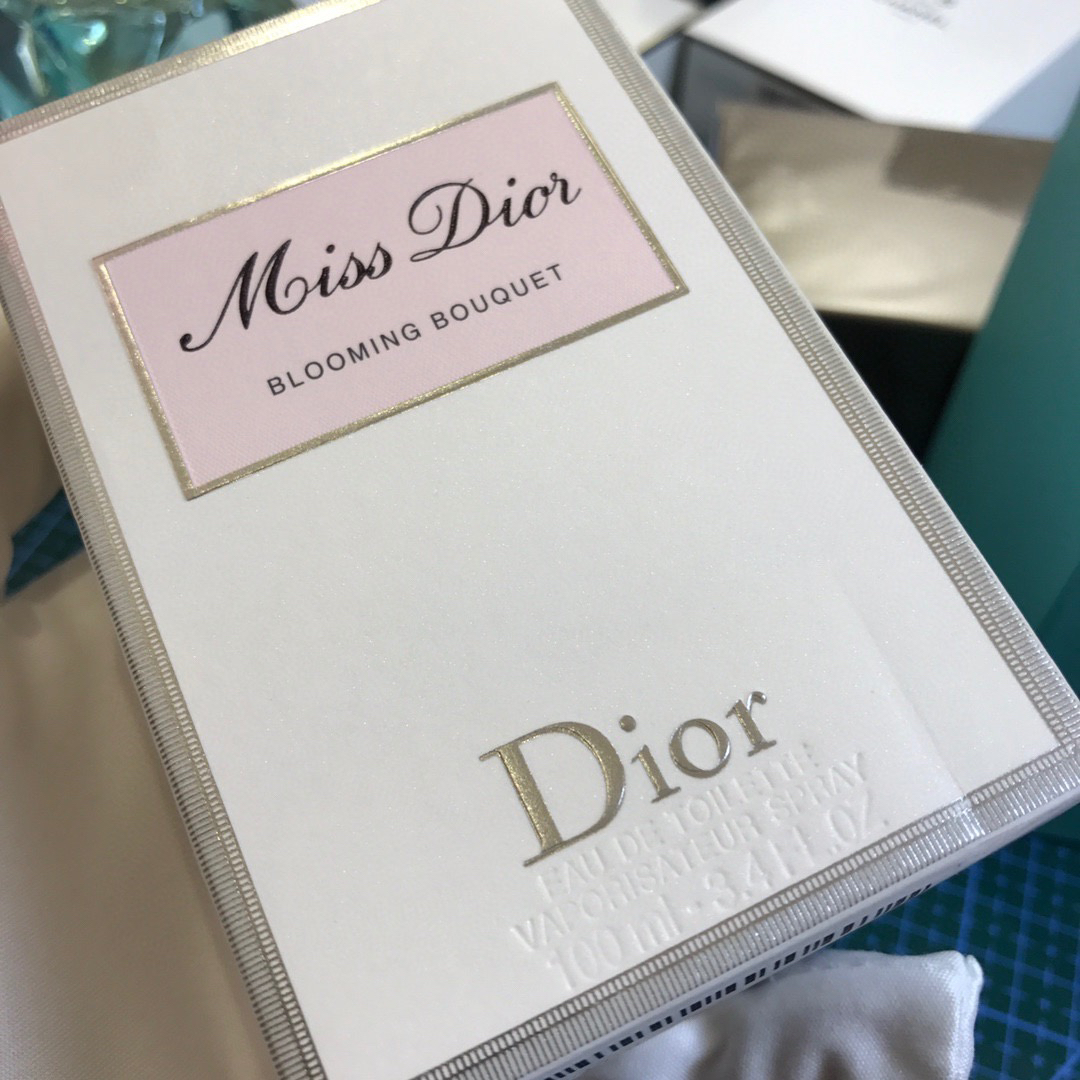 Miss Dior
BLOOMING BOUQUET
Dior
EAU DE TOILETTE
VAPORISATEUR SPRAY
100 ml - 3.4 fl. oz.